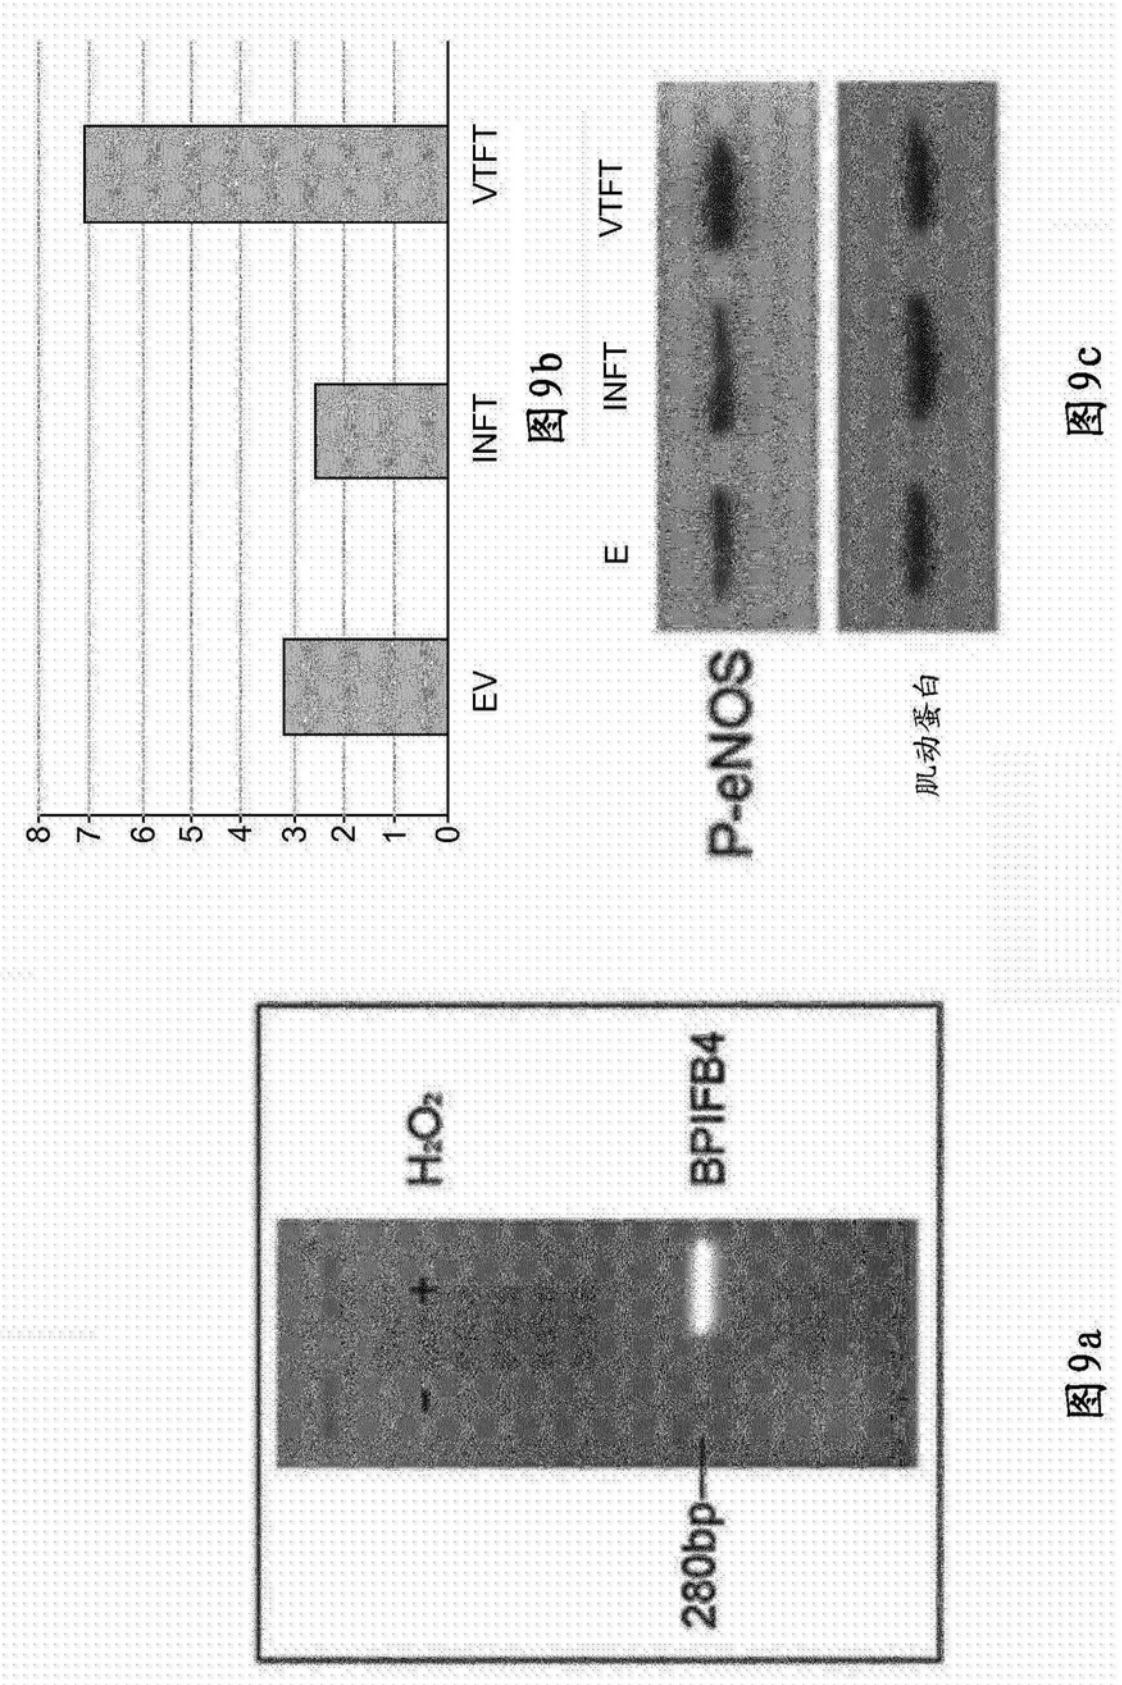 H₂O₂
- +
280bp
BPIFB4
图9a
8
7
6
5
4
3
2
1
0
EV INFT VTFT
图9b
E INFT VTFT
P-eNOS
肌动蛋白
图9c